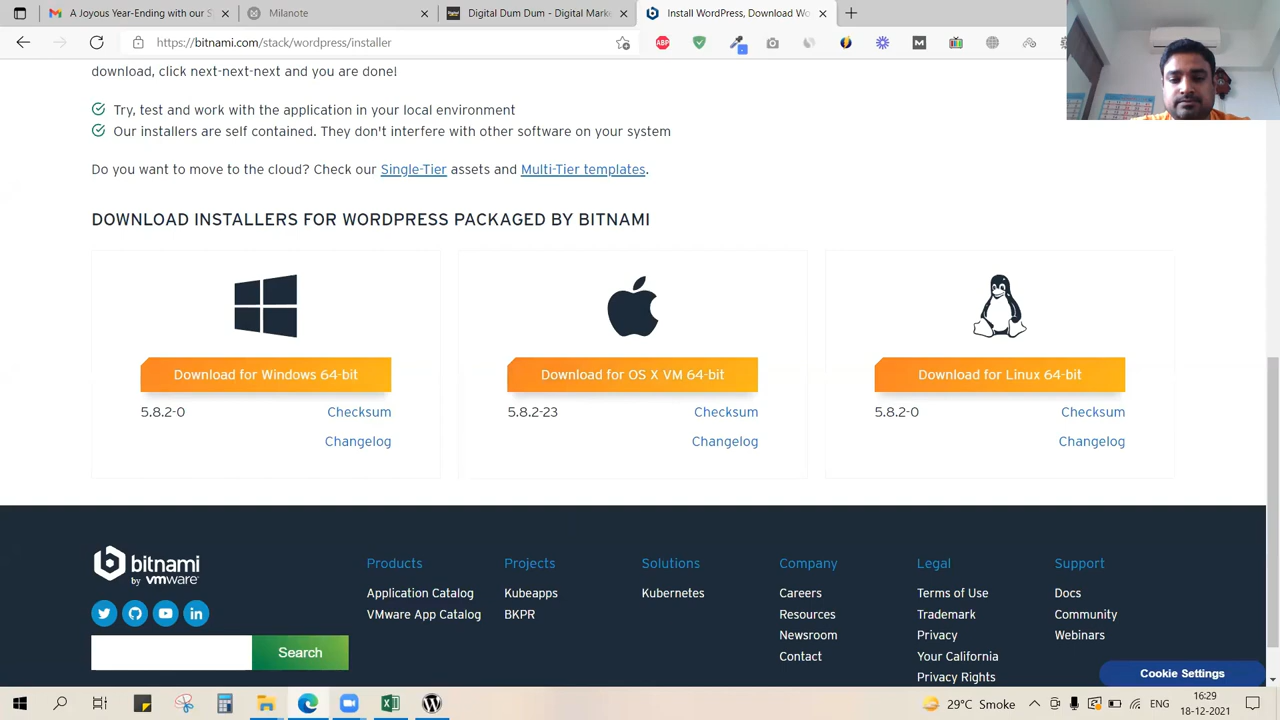 A Joyous Year-Ending with our S
Milanote
Digital Dum Dum - Digital Marke
Install WordPress, Download Wo
https://bitnami.com/stack/wordpress/installer
ABP
M
download, click next-next-next and you are done!
Try, test and work with the application in your local environment
Our installers are self contained. They don't interfere with other software on your system
Do you want to move to the cloud? Check our Single-Tier assets and Multi-Tier templates.
DOWNLOAD INSTALLERS FOR WORDPRESS PACKAGED BY BITNAMI
Download for Windows 64-bit
Download for OS X VM 64-bit
Download for Linux 64-bit
5.8.2-0
Checksum
5.8.2-23
Checksum
5.8.2-0
Checksum
Changelog
Changelog
Changelog
bitnami
by vmware
Products
Projects
Solutions
Company
Legal
Support
Application Catalog
Kubeapps
Kubernetes
Careers
Terms of Use
Docs
VMware App Catalog
BKPR
Resources
Trademark
Community
Newsroom
Privacy
Webinars
Search
Contact
Your California
Privacy Rights
Cookie Settings
29°C Smoke
ENG
16:29
18-12-2021